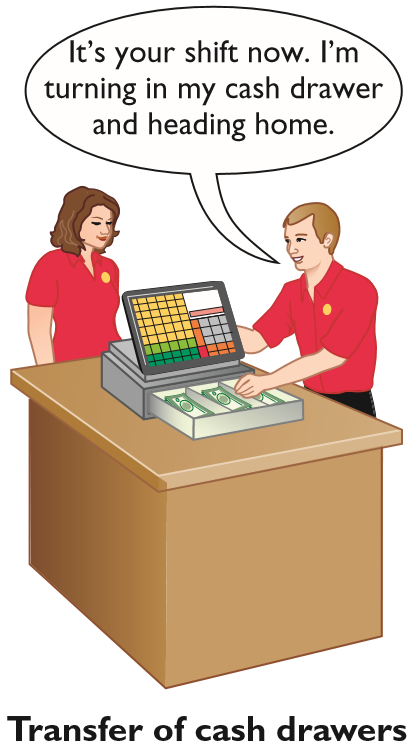 It's your shift now. I'm
turning in my cash drawer
and heading home.
Transfer of cash drawers